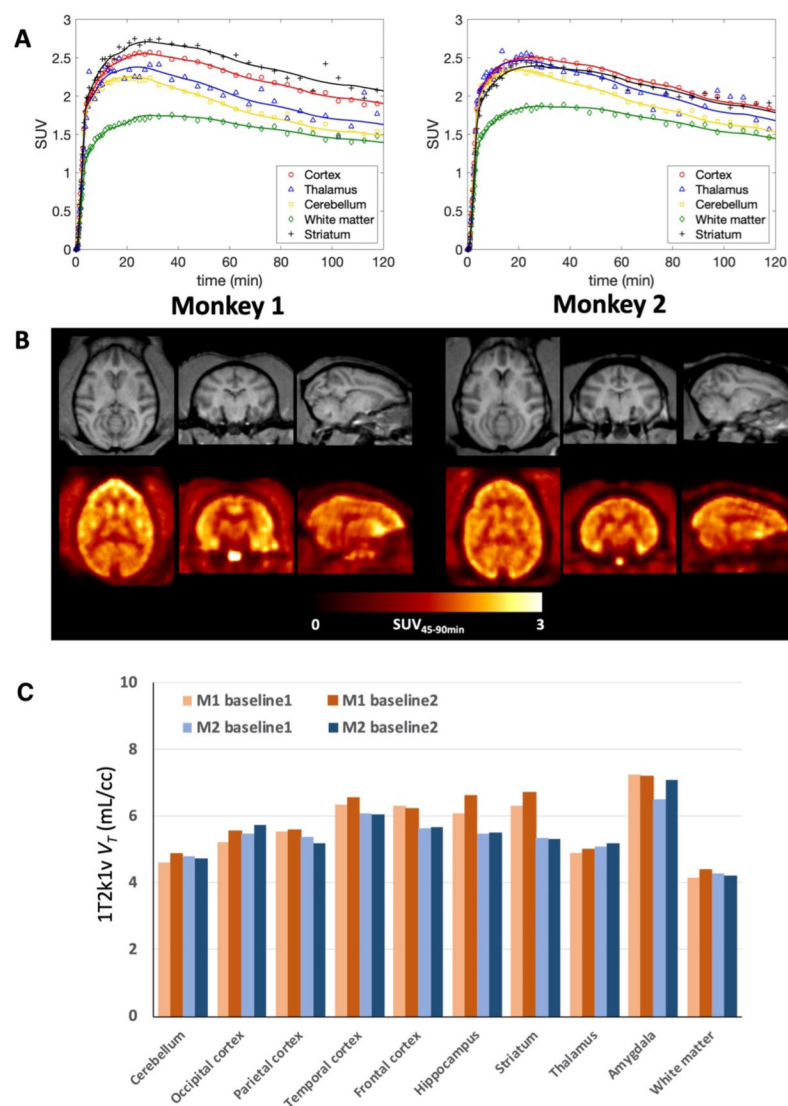 A
SUV
3
2.5
2
1.5
1
0.5
0
0 20 40 60 80 100 120
time (min)
Cortex
Thalamus
Cerebellum
White matter
Striatum
Monkey 1
SUV
3
2.5
2
1.5
1
0.5
0
0 20 40 60 80 100 120
time (min)
Cortex
Thalamus
Cerebellum
White matter
Striatum
Monkey 2
B
0 SUV45-90min 3
C
1T2k1v VT (mL/cc)
10
8
6
4
2
0
M1 baseline1 M1 baseline2
M2 baseline1 M2 baseline2
Cerebellum
Occipital cortex
Parietal cortex
Temporal cortex
Frontal cortex
Hippocampus
Striatum
Thalamus
Amygdala
White matter